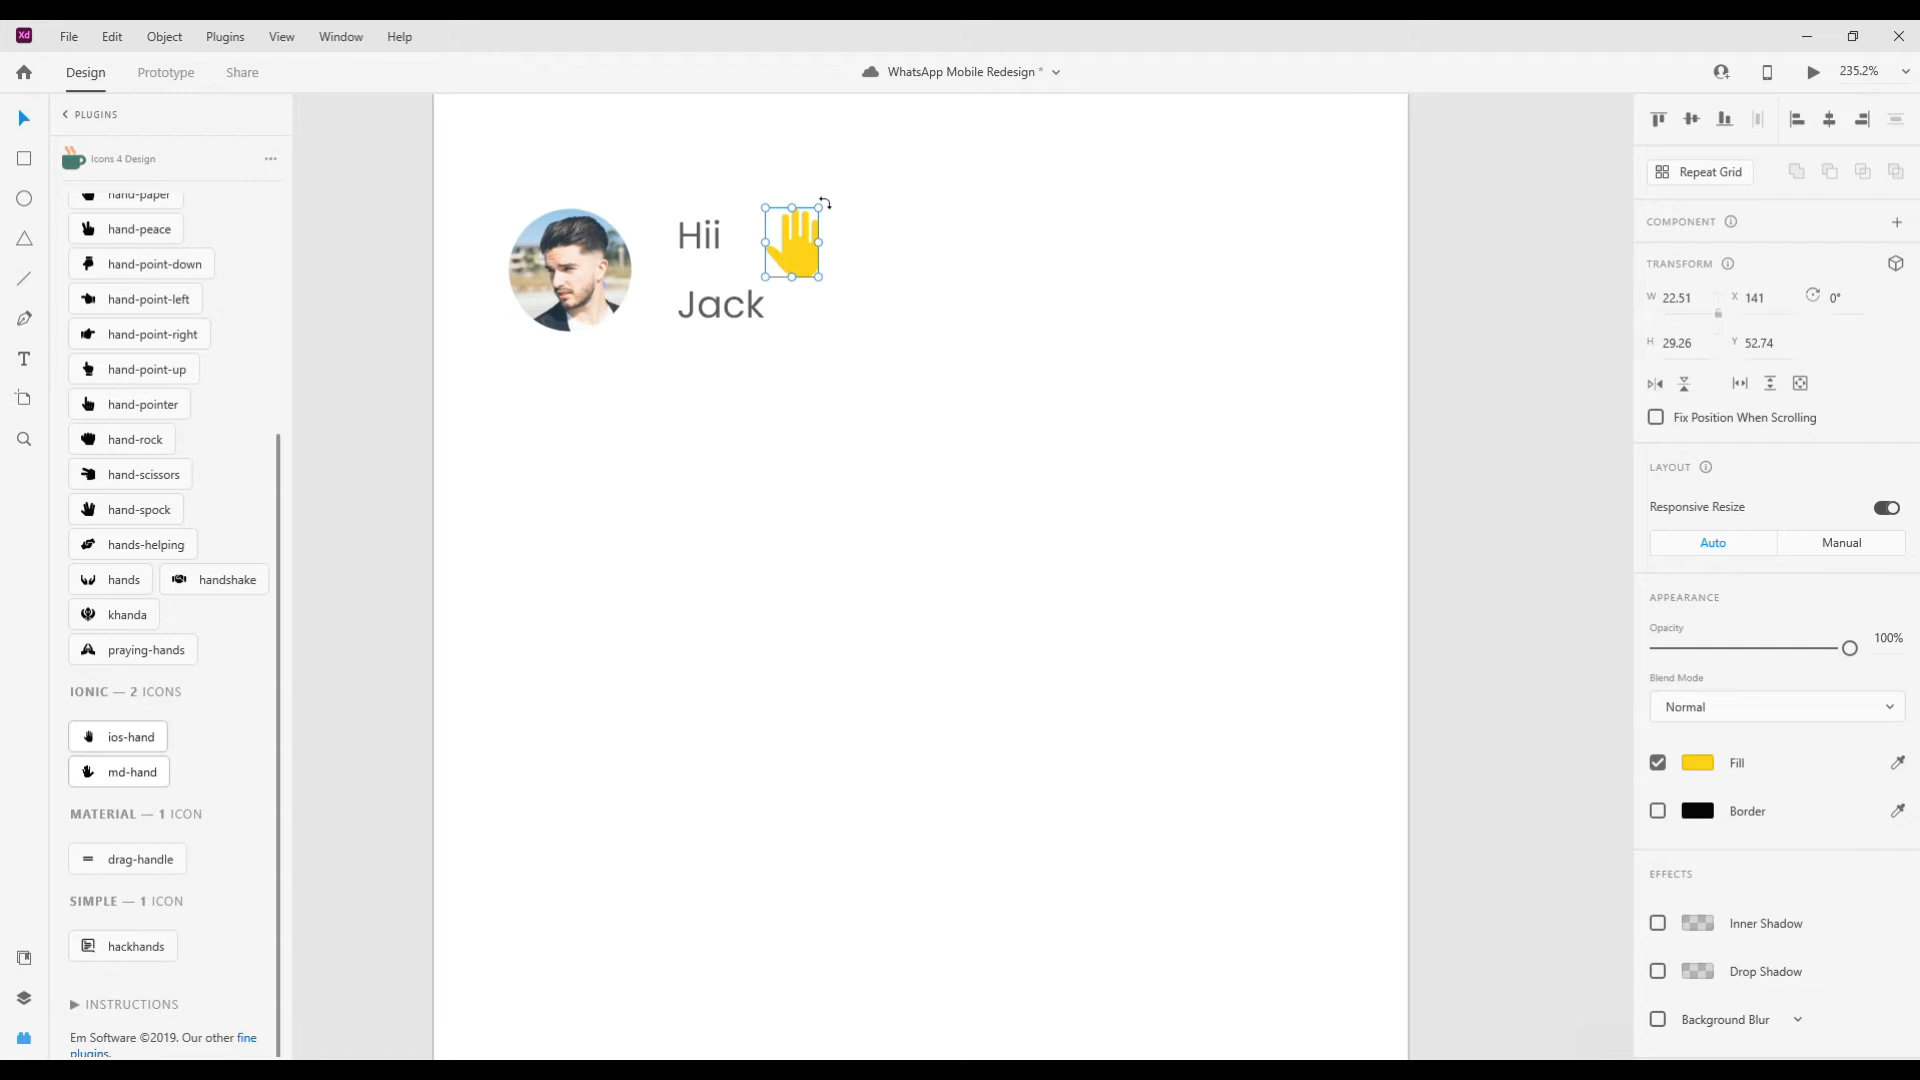 Xd File Edit Object Plugins View Window Help
Design Prototype Share WhatsApp Mobile Redesign * 235.2%
PLUGINS
Icons 4 Design ...
hand-paper
hand-peace
hand-point-down
hand-point-left
hand-point-right
hand-point-up
hand-pointer
hand-rock
hand-scissors
hand-spock
hands-helping
hands handshake
khanda
praying-hands
IONIC — 2 ICONS
ios-hand
md-hand
MATERIAL — 1 ICON
drag-handle
SIMPLE — 1 ICON
hackhands
INSTRUCTIONS
Em Software ©2019. Our other fine
plugins.
Hii
Jack
Repeat Grid
COMPONENT
TRANSFORM
W 22.51 X 141 0°
H 29.26 Y 52.74
Fix Position When Scrolling
LAYOUT
Responsive Resize
Auto Manual
APPEARANCE
Opacity
100%
Blend Mode
Normal
Fill
Border
EFFECTS
Inner Shadow
Drop Shadow
Background Blur